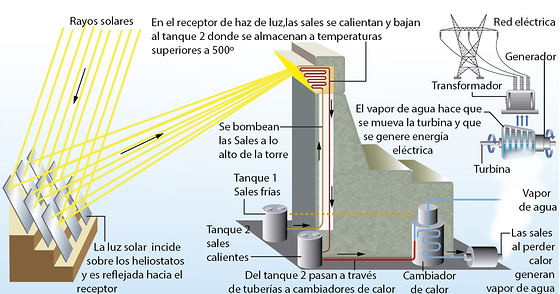 Rayos solares
En el receptor de haz de luz,las sales se calientan y bajan
al tanque 2 donde se almacenan a temperaturas
superiores a 500º
Red eléctrica
Generador
Transformador
El vapor de agua hace que
se mueva la turbina y que
se genere energía
eléctrica
Turbina
Se bombean
las Sales a lo
alto de la torre
Tanque 1
Sales frías
Vapor
de agua
La luz solar incide
sobre los heliostatos
y es reflejada hacia el
receptor
Tanque 2
sales
calientes
Del tanque 2 pasan a través
de tuberías a cambiadores de calor
Cambiador
de calor
Las sales
al perder
calor
generan
vapor de agua